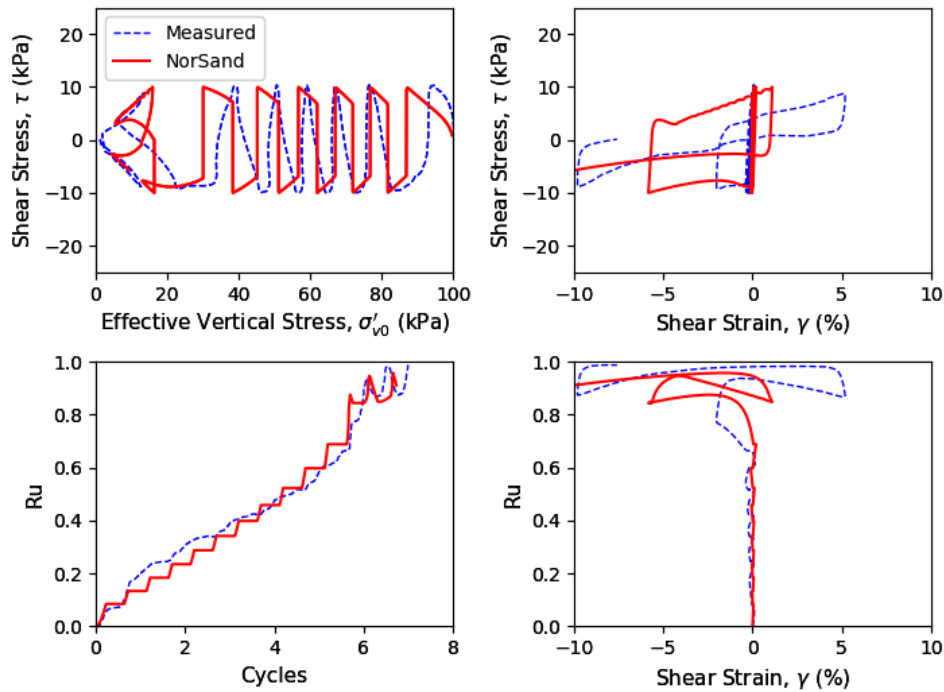 Shear Stress, τ (kPa)
20
10
0
−10
−20
Measured
NorSand
0 20 40 60 80 100
Effective Vertical Stress, σ′v0 (kPa)
Shear Stress, τ (kPa)
20
10
0
−10
−20
−10 −5 0 5 10
Shear Strain, γ (%)
Ru
1.0
0.8
0.6
0.4
0.2
0.0
0 2 4 6 8
Cycles
Ru
1.0
0.8
0.6
0.4
0.2
0.0
−10 −5 0 5 10
Shear Strain, γ (%)